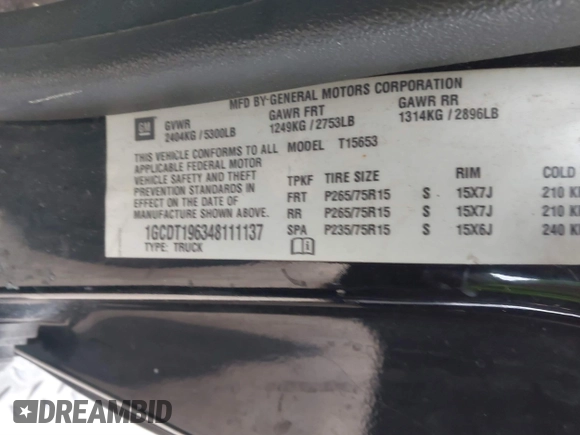 MFD BY-GENERAL MOTORS CORPORATION
GM
GVWR GAWR FRT GAWR RR
2404KG / 5300LB 1249KG / 2753LB 1314KG / 2896LB
THIS VEHICLE CONFORMS TO ALL MODEL T15653
APPLICABLE FEDERAL MOTOR
VEHICLE SAFETY AND THEFT TPKF TIRE SIZE RIM COLD
PREVENTION STANDARDS IN FRT P265/75R15 S 15X7J 210
EFFECT ON THE DATE OF RR P265/75R15 S 15X7J 210
MANUFACTURE SHOWN ABOVE.
1GCDT196348111137 SPA P235/75R15 S 15X6J 240
TYPE: TRUCK
DREAMBID